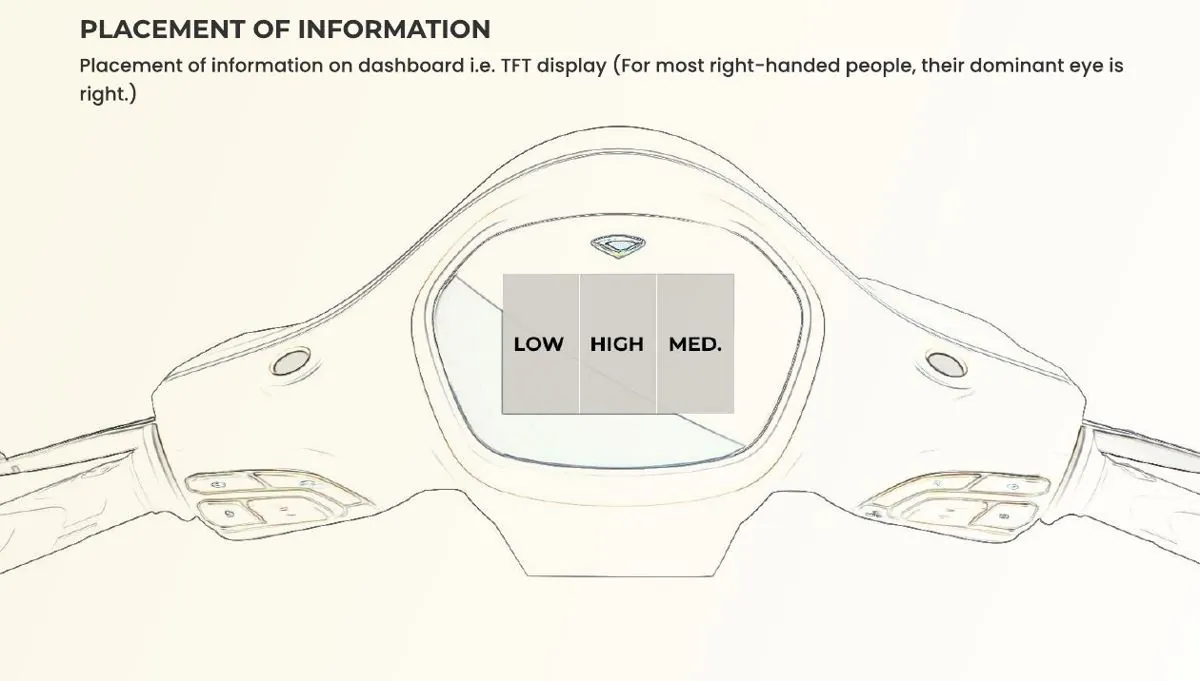 PLACEMENT OF INFORMATION
Placement of information on dashboard i.e. TFT display (For most right-handed people, their dominant eye is
right.)
LOW HIGH MED.